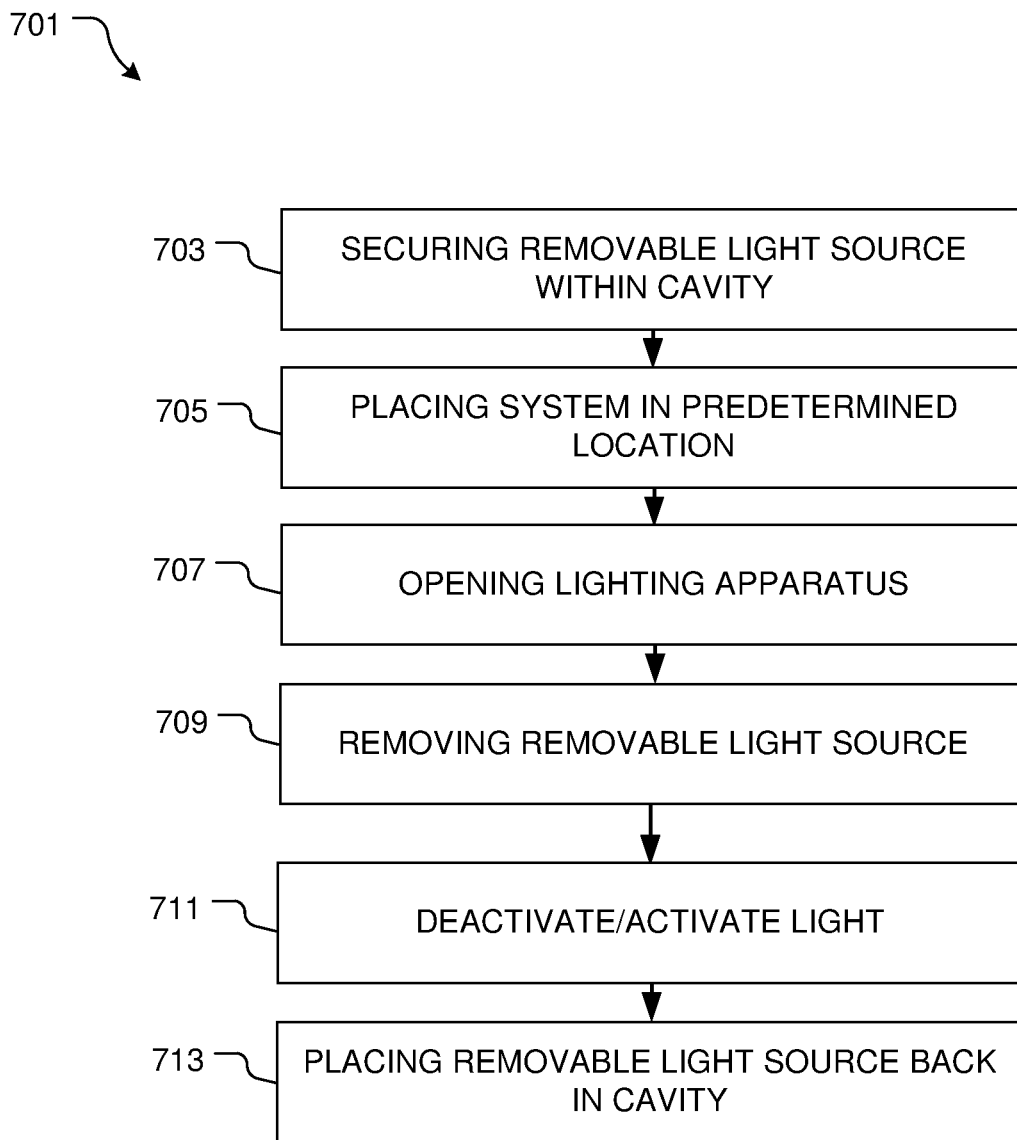 701
703
SECURING REMOVABLE LIGHT SOURCE
WITHIN CAVITY
705
PLACING SYSTEM IN PREDETERMINED
LOCATION
707
OPENING LIGHTING APPARATUS
709
REMOVING REMOVABLE LIGHT SOURCE
711
DEACTIVATE/ACTIVATE LIGHT
713
PLACING REMOVABLE LIGHT SOURCE BACK
IN CAVITY